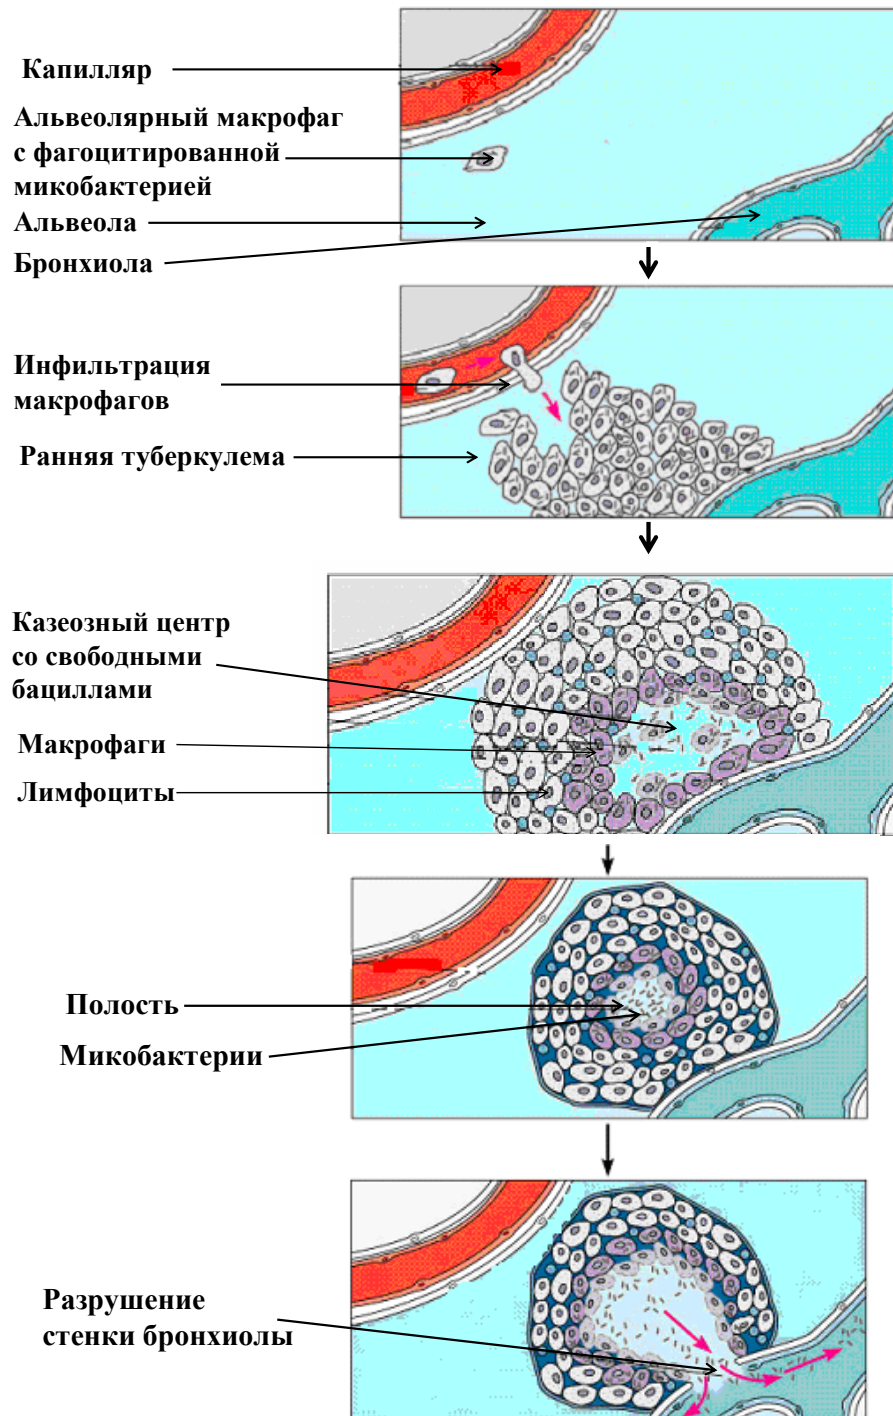 Капилляр
Альвеолярный макрофаг
с фагоцитированной
микобактерией
Альвеола
Бронхиола
Инфильтрация
макрофагов
Ранняя туберкулема
Казеозный центр
со свободными
бациллами
Макрофаги
Лимфоциты
Полость
Микобактерии
Разрушение
стенки бронхиолы